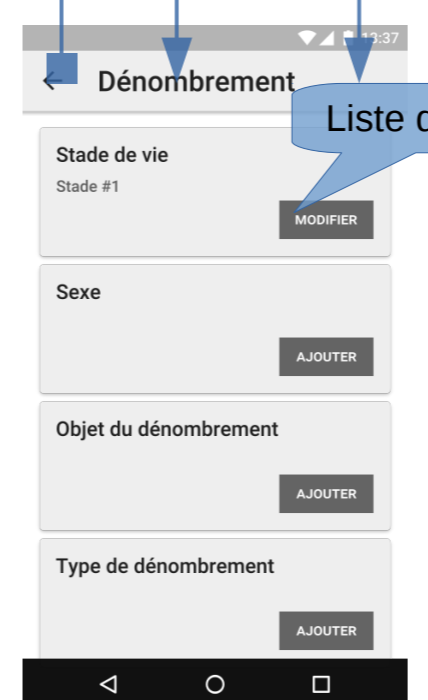 13:37
Dénombrement
Liste
Stade de vie
Stade #1
MODIFIER
Sexe
AJOUTER
Objet du dénombrement
AJOUTER
Type de dénombrement
AJOUTER